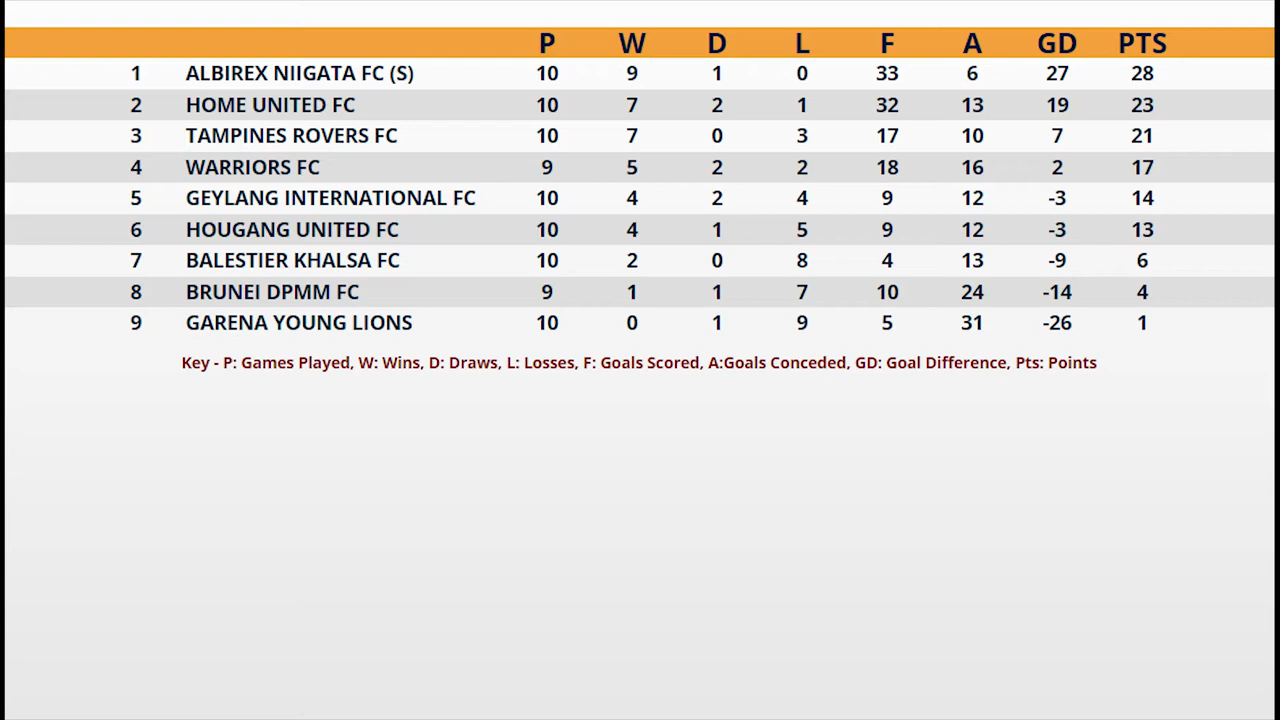 P W D L F A GD PTS
1 ALBIREX NIIGATA FC (S) 10 9 1 0 33 6 27 28
2 HOME UNITED FC 10 7 2 1 32 13 19 23
3 TAMPINES ROVERS FC 10 7 0 3 17 10 7 21
4 WARRIORS FC 9 5 2 2 18 16 2 17
5 GEYLANG INTERNATIONAL FC 10 4 2 4 9 12 -3 14
6 HOUGANG UNITED FC 10 4 1 5 9 12 -3 13
7 BALESTIER KHALSA FC 10 2 0 8 4 13 -9 6
8 BRUNEI DPMM FC 9 1 1 7 10 24 -14 4
9 GARENA YOUNG LIONS 10 0 1 9 5 31 -26 1
Key - P: Games Played, W: Wins, D: Draws, L: Losses, F: Goals Scored, A:Goals Conceded, GD: Goal Difference, Pts: Points